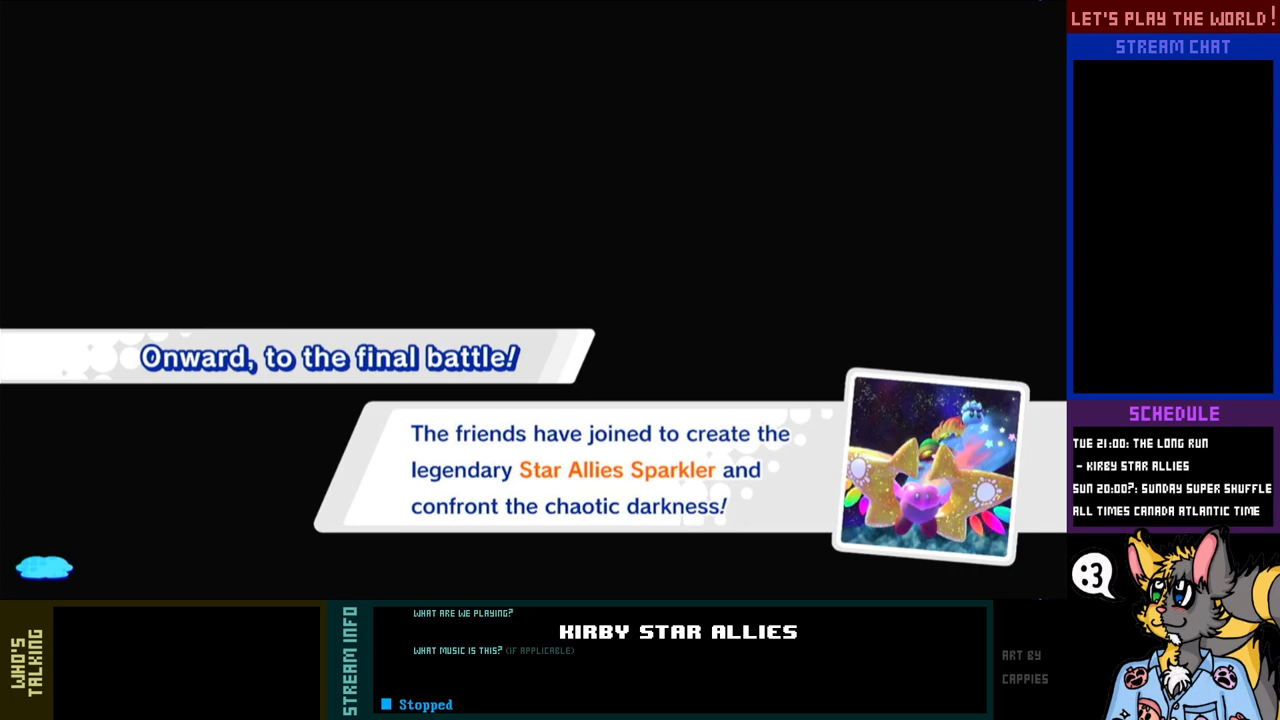 LET'S PLAY THE WORLD!
STREAM CHAT
Onward, to the final battle!
The friends have joined to create the
legendary Star Allies Sparkler and
confront the chaotic darkness!
SCHEDULE
TUE 21:00: THE LONG RUN
- KIRBY STAR ALLIES
SUN 20:00?: SUNDAY SUPER SHUFFLE
ALL TIMES CANADA ATLANTIC TIME
:3
WHO'S
TALKING
STREAM INFO
WHAT ARE WE PLAYING?
KIRBY STAR ALLIES
WHAT MUSIC IS THIS? (IF APPLICABLE)
Stopped
ART BY
CAPPIES